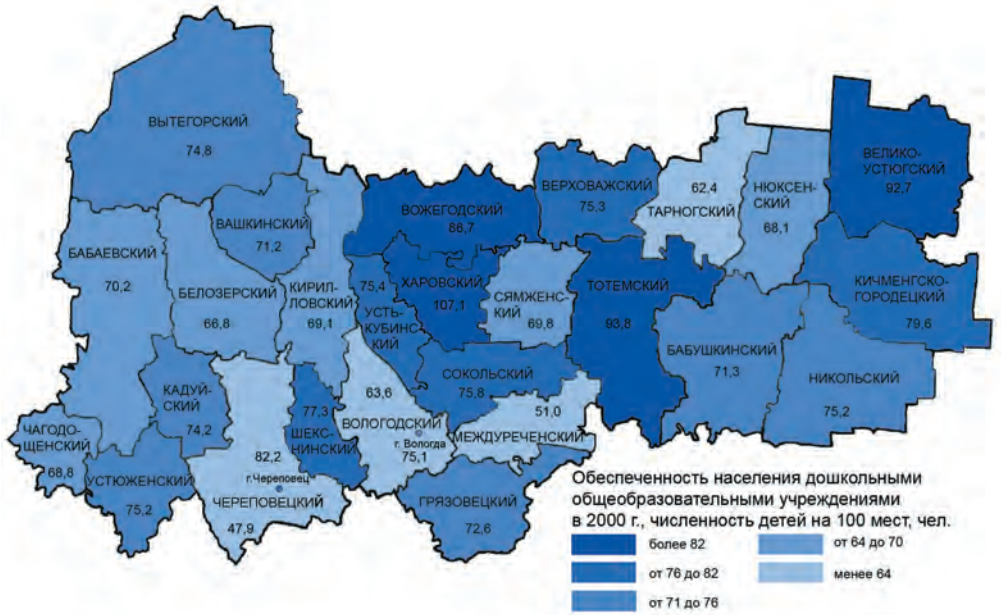 ВЫТЕГОРСКИЙ
74,8
ВЕЛИКО-
УСТЮГСКИЙ
92,7
ВЕРХОВАЖСКИЙ
75,3
62,4
ТАРНОГСКИЙ
НЮКСЕН-
СКИЙ
68,1
ВОЖЕГОДСКИЙ
86,7
ВАШКИНСКИЙ
71,2
БАБАЕВСКИЙ
70,2
БЕЛОЗЕРСКИЙ
66,8
КИРИЛ-
ЛОВСКИЙ
69,1
75,4
УСТЬ-
КУБИНС-
КИЙ
ХАРОВСКИЙ
107,1
СЯМЖЕНС-
КИЙ
69,8
ТОТЕМСКИЙ
93,8
КИЧМЕНГСКО-
ГОРОДЕЦКИЙ
79,6
БАБУШКИНСКИЙ
71,3
НИКОЛЬСКИЙ
75,2
СОКОЛЬСКИЙ
75,8
КАДУЙ-
СКИЙ
74,2
77,3
ШЕКС-
НИНСКИЙ
63,6
ВОЛОГОДСКИЙ
г. Вологда
75,1
51,0
МЕЖДУРЕЧЕНСКИЙ
ЧАГОДО-
ЩЕНСКИЙ
68,8
УСТЮЖЕНСКИЙ
75,2
82,2
г.Череповец
ЧЕРЕПОВЕЦКИЙ
47,9
ГРЯЗОВЕЦКИЙ
72,6
Обеспеченность населения дошкольными
общеобразовательными учреждениями
в 2000 г., численность детей на 100 мест, чел.
более 82
от 76 до 82
от 71 до 76
от 64 до 70
менее 64